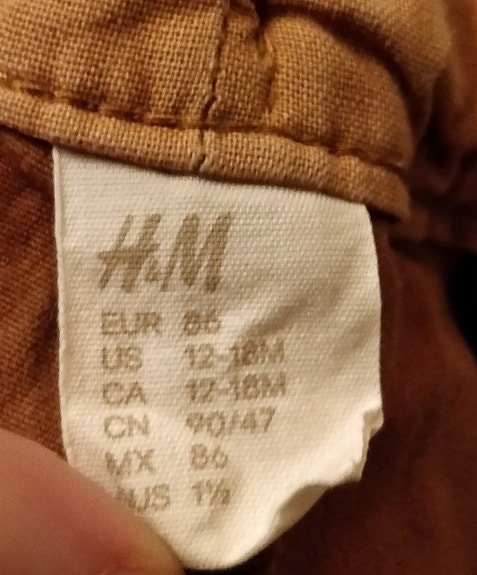 H&M
EUR 86
US 12-18M
CA 12-18M
CN 90/47
MX 86
AUS 1½